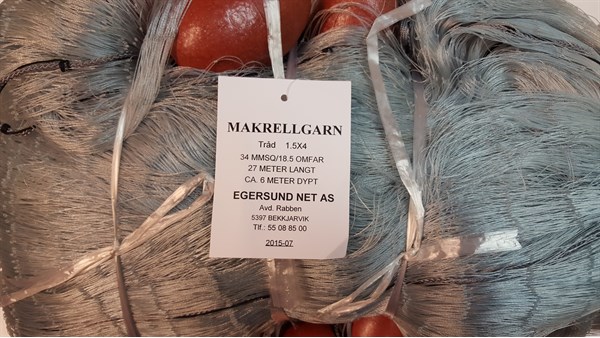 MAKRELLGARN
Tråd 1.5X4
34 MMSQ/18.5 OMFAR
27 METER LANGT
CA. 6 METER DYPT
EGERSUND NET AS
Avd. Rabben
5397 BEKKJARVIK
Tlf.: 55 08 85 00
2015-07